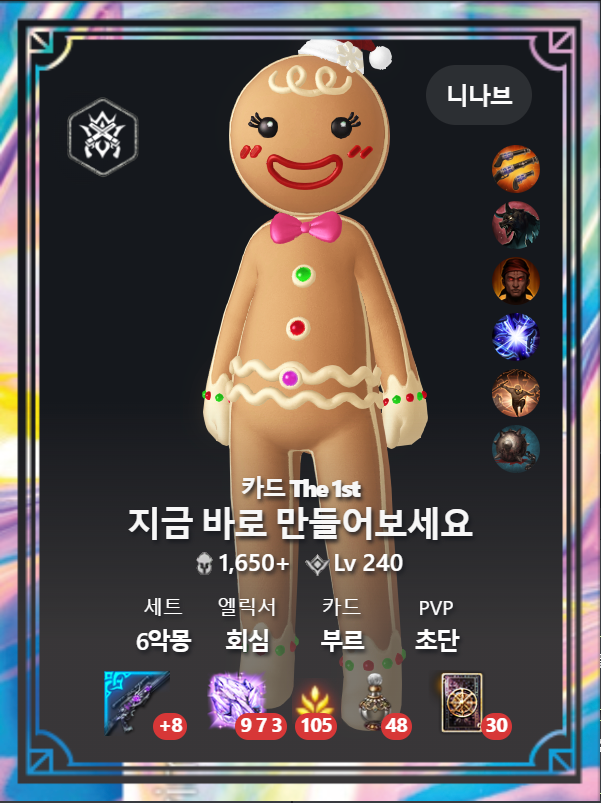 니나브
카드 The 1st
지금 바로 만들어보세요
1,650+ Lv 240
세트 엘릭서 카드 PVP
6악몽 회심 부르 초단
+8 9 7 3 105 48 30